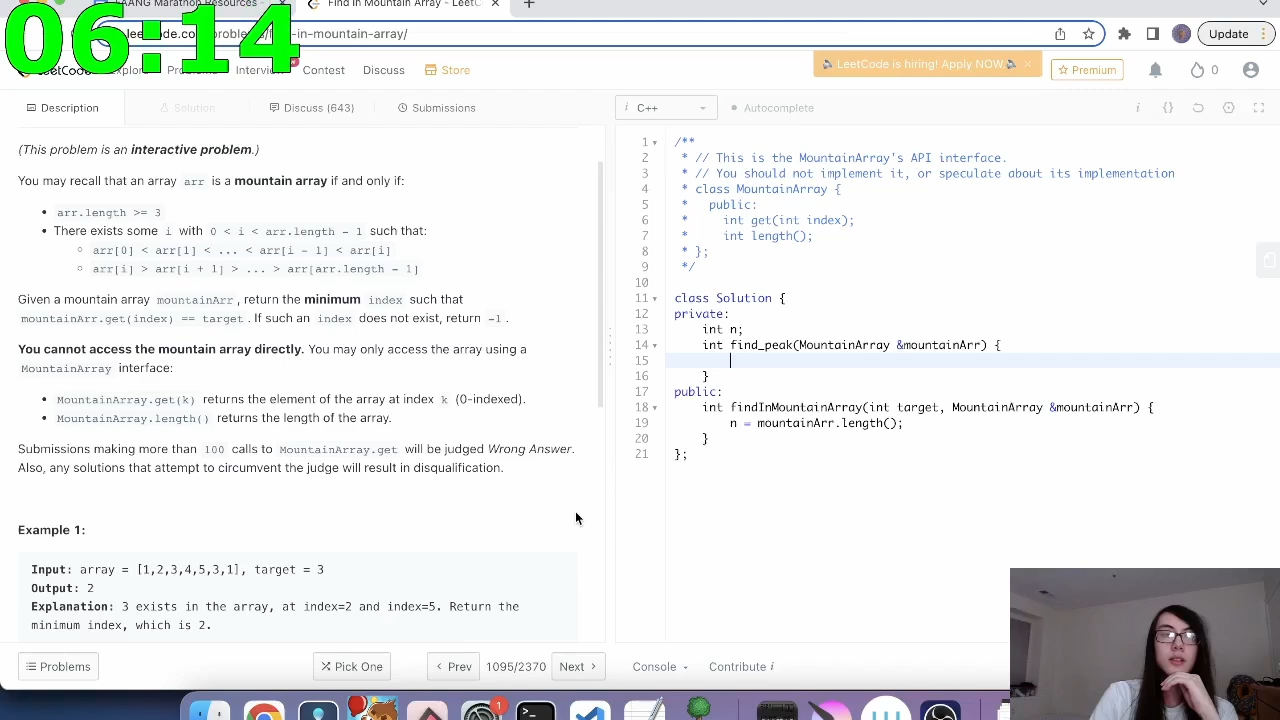 AANG Marathon Resources
Find In Mountain Array - LeetC
06:14
leetcode.co
/proble
-in-mountain-array/
Update
LeetCode is hiring! Apply NOW.
Explore
Interview
Contest
Discuss
Store
Premium
0
Description
Solution
Discuss (643)
Submissions
i C++
Autocomplete
(This problem is an interactive problem.)
You may recall that an array arr is a mountain array if and only if:
• arr.length >= 3
• There exists some i with 0 < i < arr.length - 1 such that:
arr[0] < arr[1] < ... < arr[i - 1] < arr[i]
arr[i] > arr[i + 1] > ... > arr[arr.length - 1]
Given a mountain array mountainArr, return the minimum index such that
mountainArr.get(index) == target. If such an index does not exist, return -1.
You cannot access the mountain array directly. You may only access the array using a
MountainArray interface:
• MountainArray.get(k) returns the element of the array at index k (0-indexed).
• MountainArray.length() returns the length of the array.
Submissions making more than 100 calls to MountainArray.get will be judged Wrong Answer.
Also, any solutions that attempt to circumvent the judge will result in disqualification.
Example 1:
Input: array = [1,2,3,4,5,3,1], target = 3
Output: 2
Explanation: 3 exists in the array, at index=2 and index=5. Return the
minimum index, which is 2.
1 /**
2 * // This is the MountainArray's API interface.
3 * // You should not implement it, or speculate about its implementation
4 * class MountainArray {
5 * public:
6 * int get(int index);
7 * int length();
8 * };
9 */
10
11 class Solution {
12 private:
13 int n;
14 int find_peak(MountainArray &mountainArr) {
15
16 }
17 public:
18 int findInMountainArray(int target, MountainArray &mountainArr) {
19 n = mountainArr.length();
20 }
21 };
Problems
Pick One
Prev
1095/2370
Next
Console
Contribute i
1